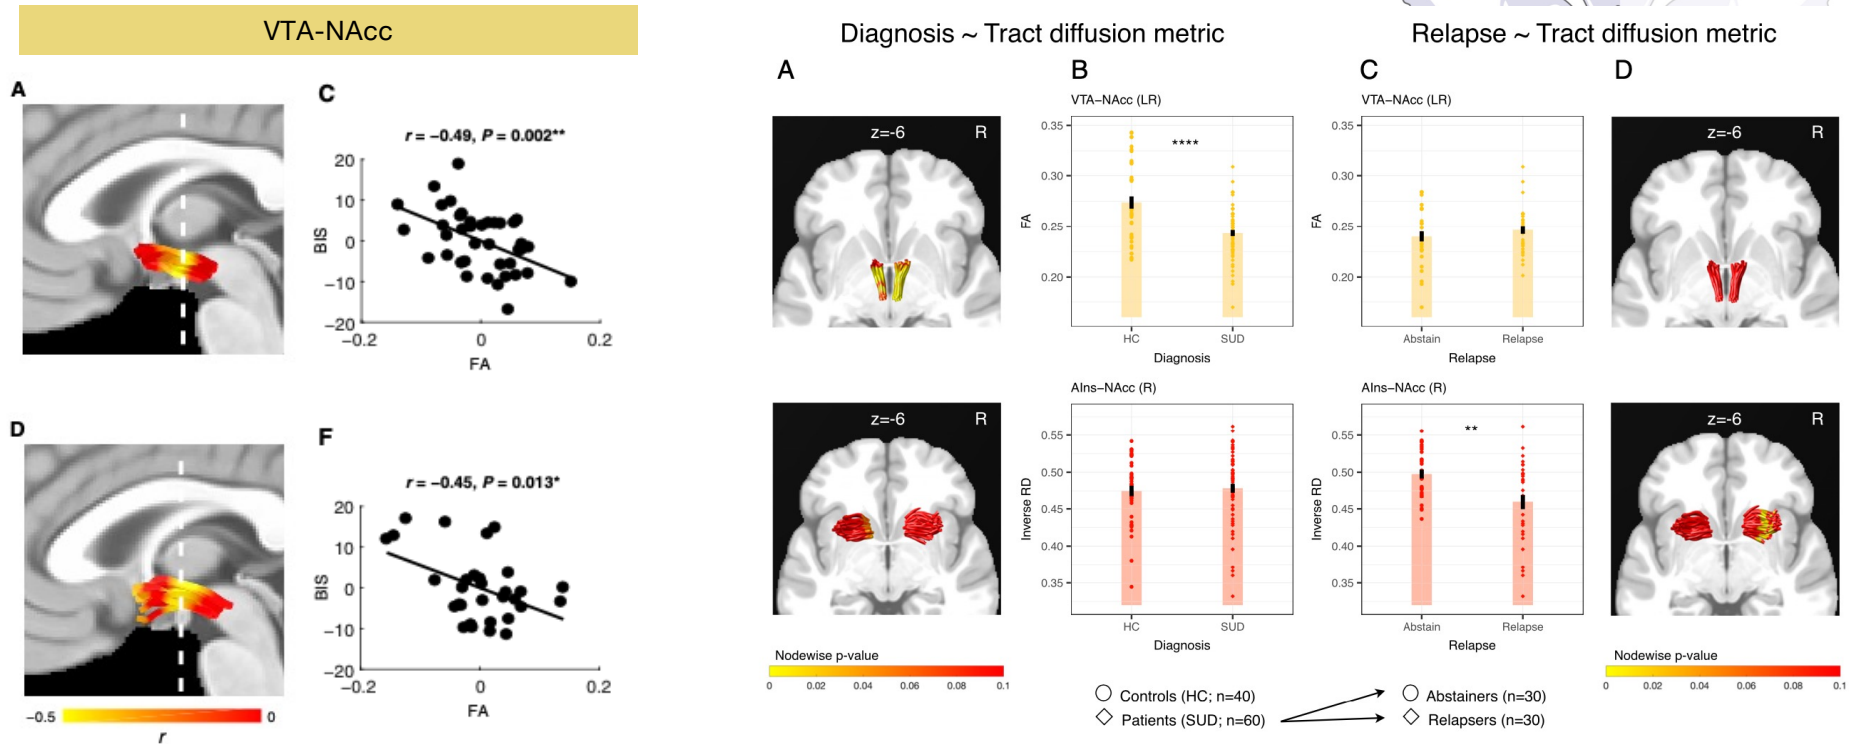 VTA-NAcc
A
C
r = −0.49, P = 0.002**
20
10
0
−10
−20
BIS
−0.2
0
0.2
FA
D
F
r = −0.45, P = 0.013*
20
10
0
−10
−20
BIS
−0.2
0
0.2
FA
−0.5
0
r
Diagnosis ~ Tract diffusion metric
A
B
z=-6
R
VTA−NAcc (LR)
0.35
0.30
0.25
0.20
FA
****
HC
SUD
Diagnosis
z=-6
R
AIns−NAcc (R)
0.55
0.50
0.45
0.40
0.35
Inverse RD
HC
SUD
Diagnosis
Nodewise p-value
0
0.02
0.04
0.06
0.08
0.1
Controls (HC; n=40)
Patients (SUD; n=60)
Relapse ~ Tract diffusion metric
C
D
VTA−NAcc (LR)
0.35
0.30
0.25
0.20
FA
Abstain
Relapse
Relapse
z=-6
R
AIns−NAcc (R)
0.55
0.50
0.45
0.40
0.35
Inverse RD
**
Abstain
Relapse
Relapse
z=-6
R
Abstainers (n=30)
Relapsers (n=30)
Nodewise p-value
0
0.02
0.04
0.06
0.08
0.1